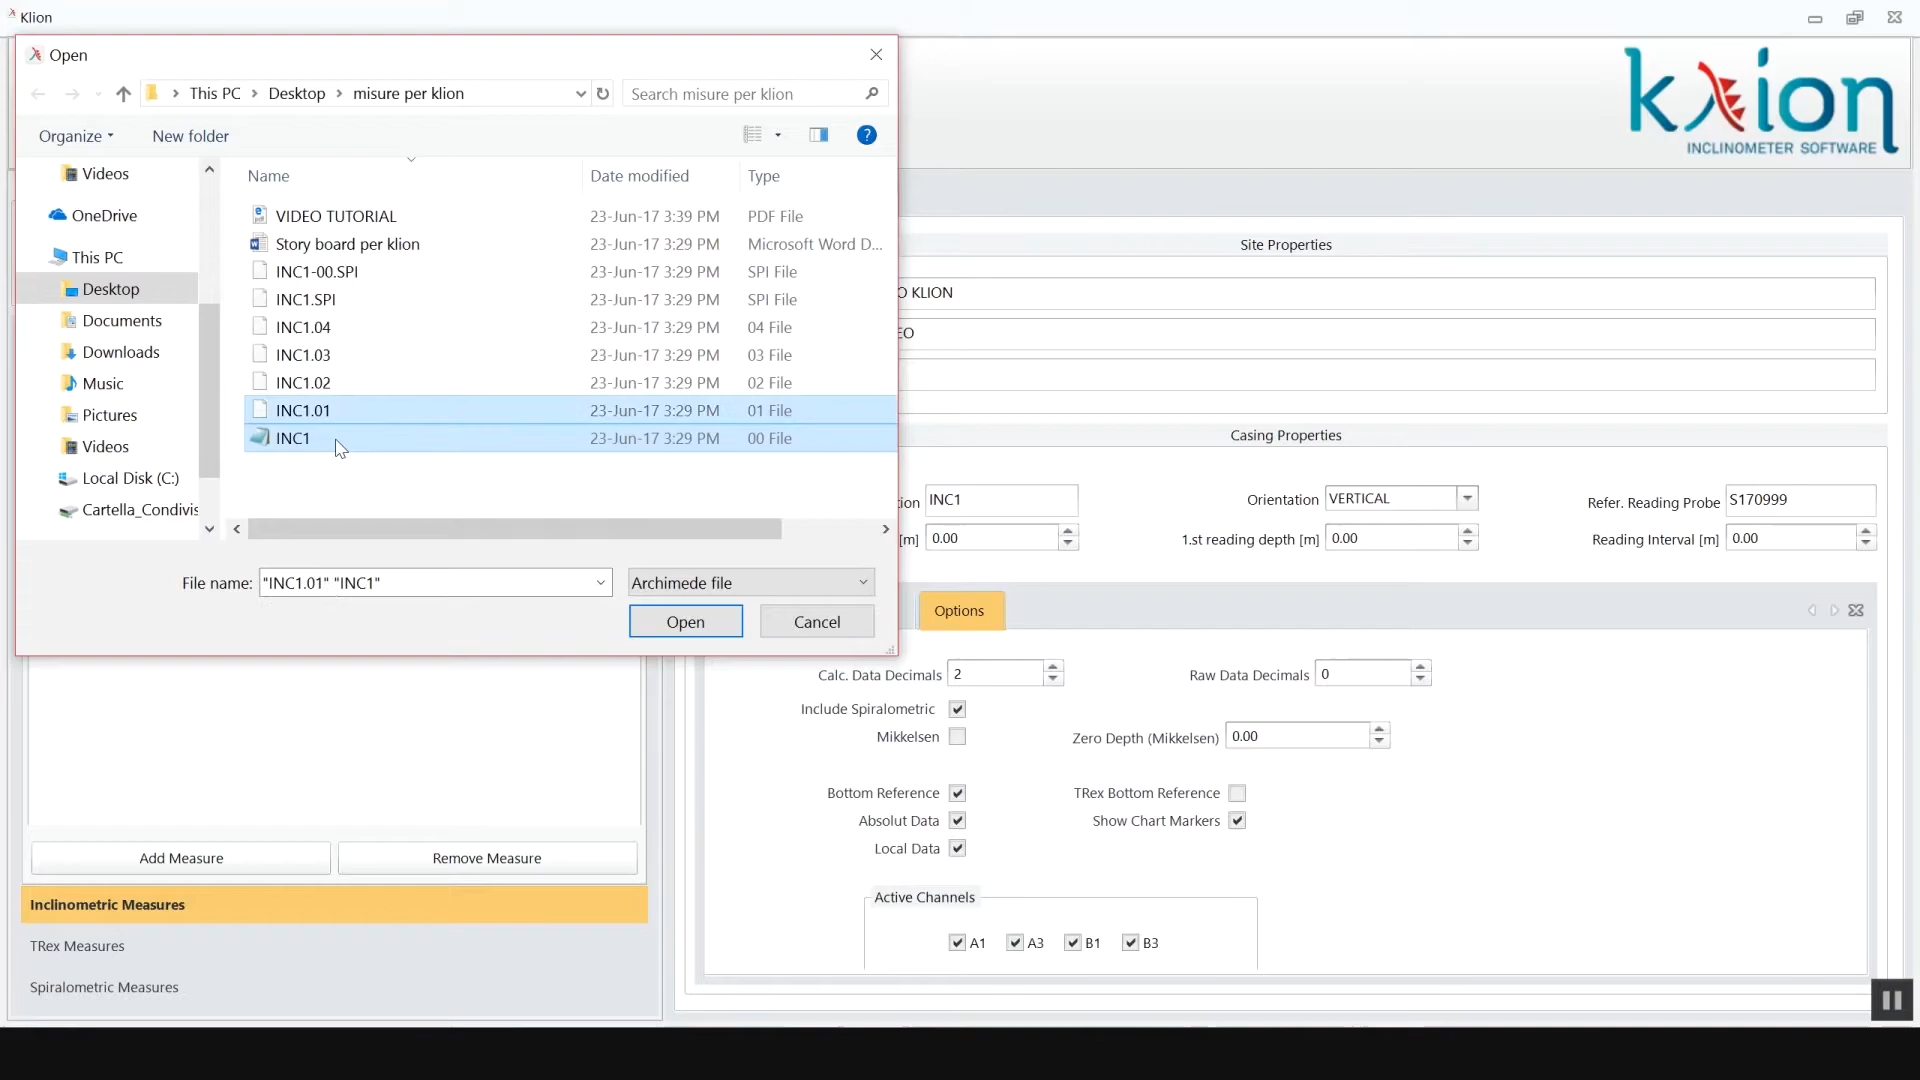 Klion
Open
This PC > Desktop > misure per klion
Search misure per klion
Organize
New folder
Name Date modified Type
VIDEO TUTORIAL 23-Jun-17 3:39 PM PDF File
Story board per klion 23-Jun-17 3:29 PM Microsoft Word D...
INC1-00.SPI 23-Jun-17 3:29 PM SPI File
INC1.SPI 23-Jun-17 3:29 PM SPI File
INC1.04 23-Jun-17 3:29 PM 04 File
INC1.03 23-Jun-17 3:29 PM 03 File
INC1.02 23-Jun-17 3:29 PM 02 File
INC1.01 23-Jun-17 3:29 PM 01 File
INC1 23-Jun-17 3:29 PM 00 File
Videos
OneDrive
This PC
Desktop
Documents
Downloads
Music
Pictures
Videos
Local Disk (C:)
Cartella_Condivis
File name: "INC1.01" "INC1"
Archimede file
Open Cancel
klion
INCLINOMETER SOFTWARE
Site Properties
O KLION
EO
Casing Properties
ion INC1 Orientation VERTICAL Refer. Reading Probe S170999
[m] 0.00 1.st reading depth [m] 0.00 Reading Interval [m] 0.00
Options
Calc. Data Decimals 2 Raw Data Decimals 0
Include Spiralometric
Mikkelsen Zero Depth (Mikkelsen) 0.00
Bottom Reference TRex Bottom Reference
Absolut Data Show Chart Markers
Local Data
Active Channels
A1 A3 B1 B3
Add Measure Remove Measure
Inclinometric Measures
TRex Measures
Spiralometric Measures